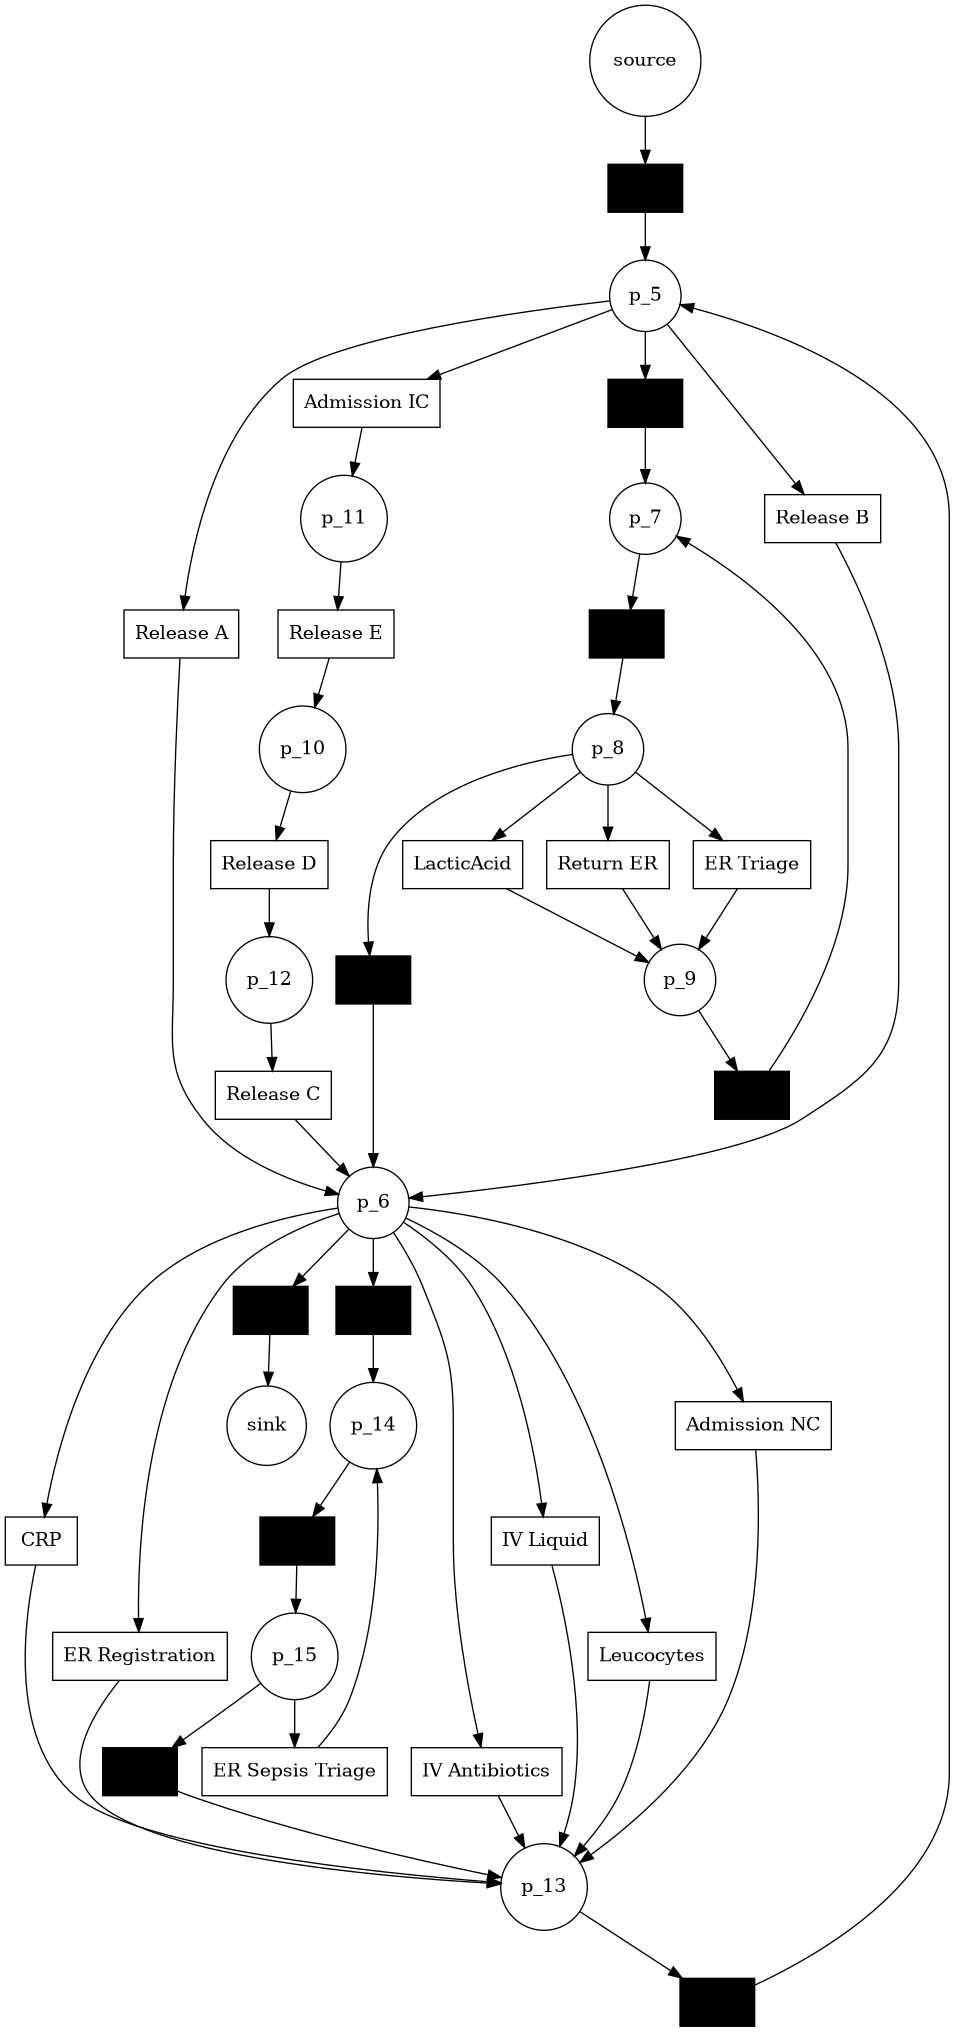 source
p_5
Admission IC
p_11
p_7
Release B
Release A
Release E
p_10
p_8
Release D
LacticAcid
Return ER
ER Triage
p_12
p_9
Release C
p_6
sink
p_14
Admission NC
CRP
IV Liquid
ER Registration
p_15
Leucocytes
ER Sepsis Triage
IV Antibiotics
p_13